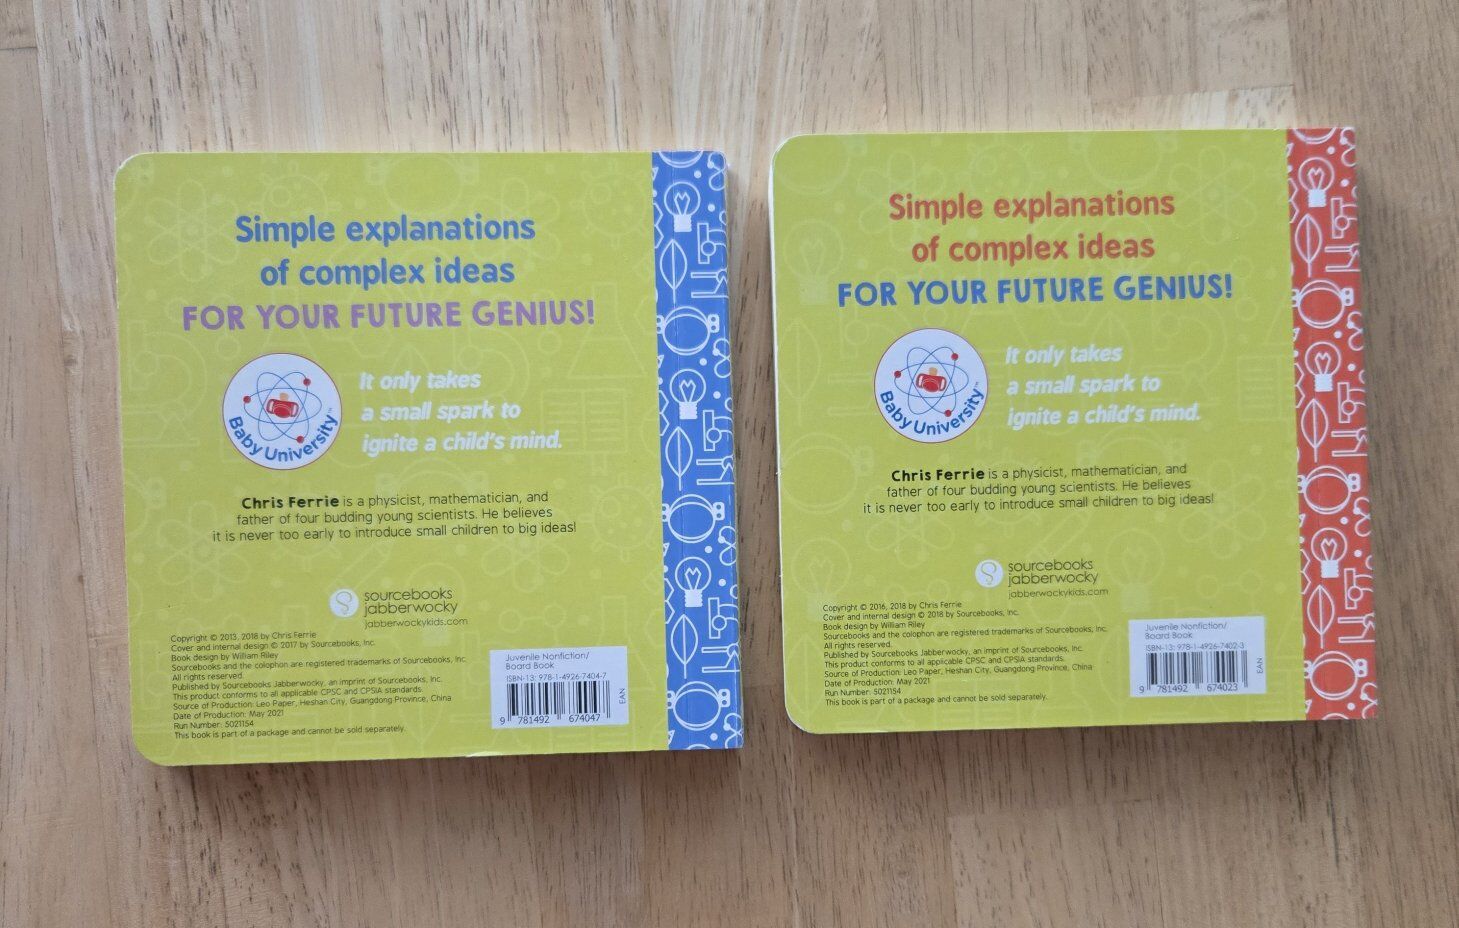 Simple explanations
of complex ideas
FOR YOUR FUTURE GENIUS!
Baby University™
It only takes
a small spark to
ignite a child's mind.
Chris Ferrie is a physicist, mathematician, and
father of four budding young scientists. He believes
it is never too early to introduce small children to big ideas!
sourcebooks
jabberwocky
jabberwockykids.com
Copyright © 2013, 2018 by Chris Ferrie
Cover and internal design © 2017 by Sourcebooks, Inc.
Book design by William Riley
Sourcebooks and the colophon are registered trademarks of Sourcebooks, Inc.
All rights reserved.
Published by Sourcebooks Jabberwocky, an imprint of Sourcebooks, Inc.
This product conforms to all applicable CPSC and CPSIA standards.
Source of Production: Leo Paper, Heshan City, Guangdong Province, China
Date of Production: May 2021
Run Number: 5021154
This book is part of a package and cannot be sold separately.
Juvenile Nonfiction/
Board Book
ISBN-13: 978-1-4926-7404-7
EAN
9 781492 674047
Simple explanations
of complex ideas
FOR YOUR FUTURE GENIUS!
Baby University™
It only takes
a small spark to
ignite a child's mind.
Chris Ferrie is a physicist, mathematician, and
father of four budding young scientists. He believes
it is never too early to introduce small children to big ideas!
sourcebooks
jabberwocky
jabberwockykids.com
Copyright © 2016, 2018 by Chris Ferrie
Cover and internal design © 2018 by Sourcebooks, Inc.
Book design by William Riley
Sourcebooks and the colophon are registered trademarks of Sourcebooks, Inc.
All rights reserved.
Published by Sourcebooks Jabberwocky, an imprint of Sourcebooks, Inc.
This product conforms to all applicable CPSC and CPSIA standards.
Source of Production: Leo Paper, Heshan City, Guangdong Province, China
Date of Production: May 2021
Run Number: 5021154
This book is part of a package and cannot be sold separately.
Juvenile Nonfiction/
Board Book
ISBN-13: 978-1-4926-7402-3
EAN
9 781492 674023